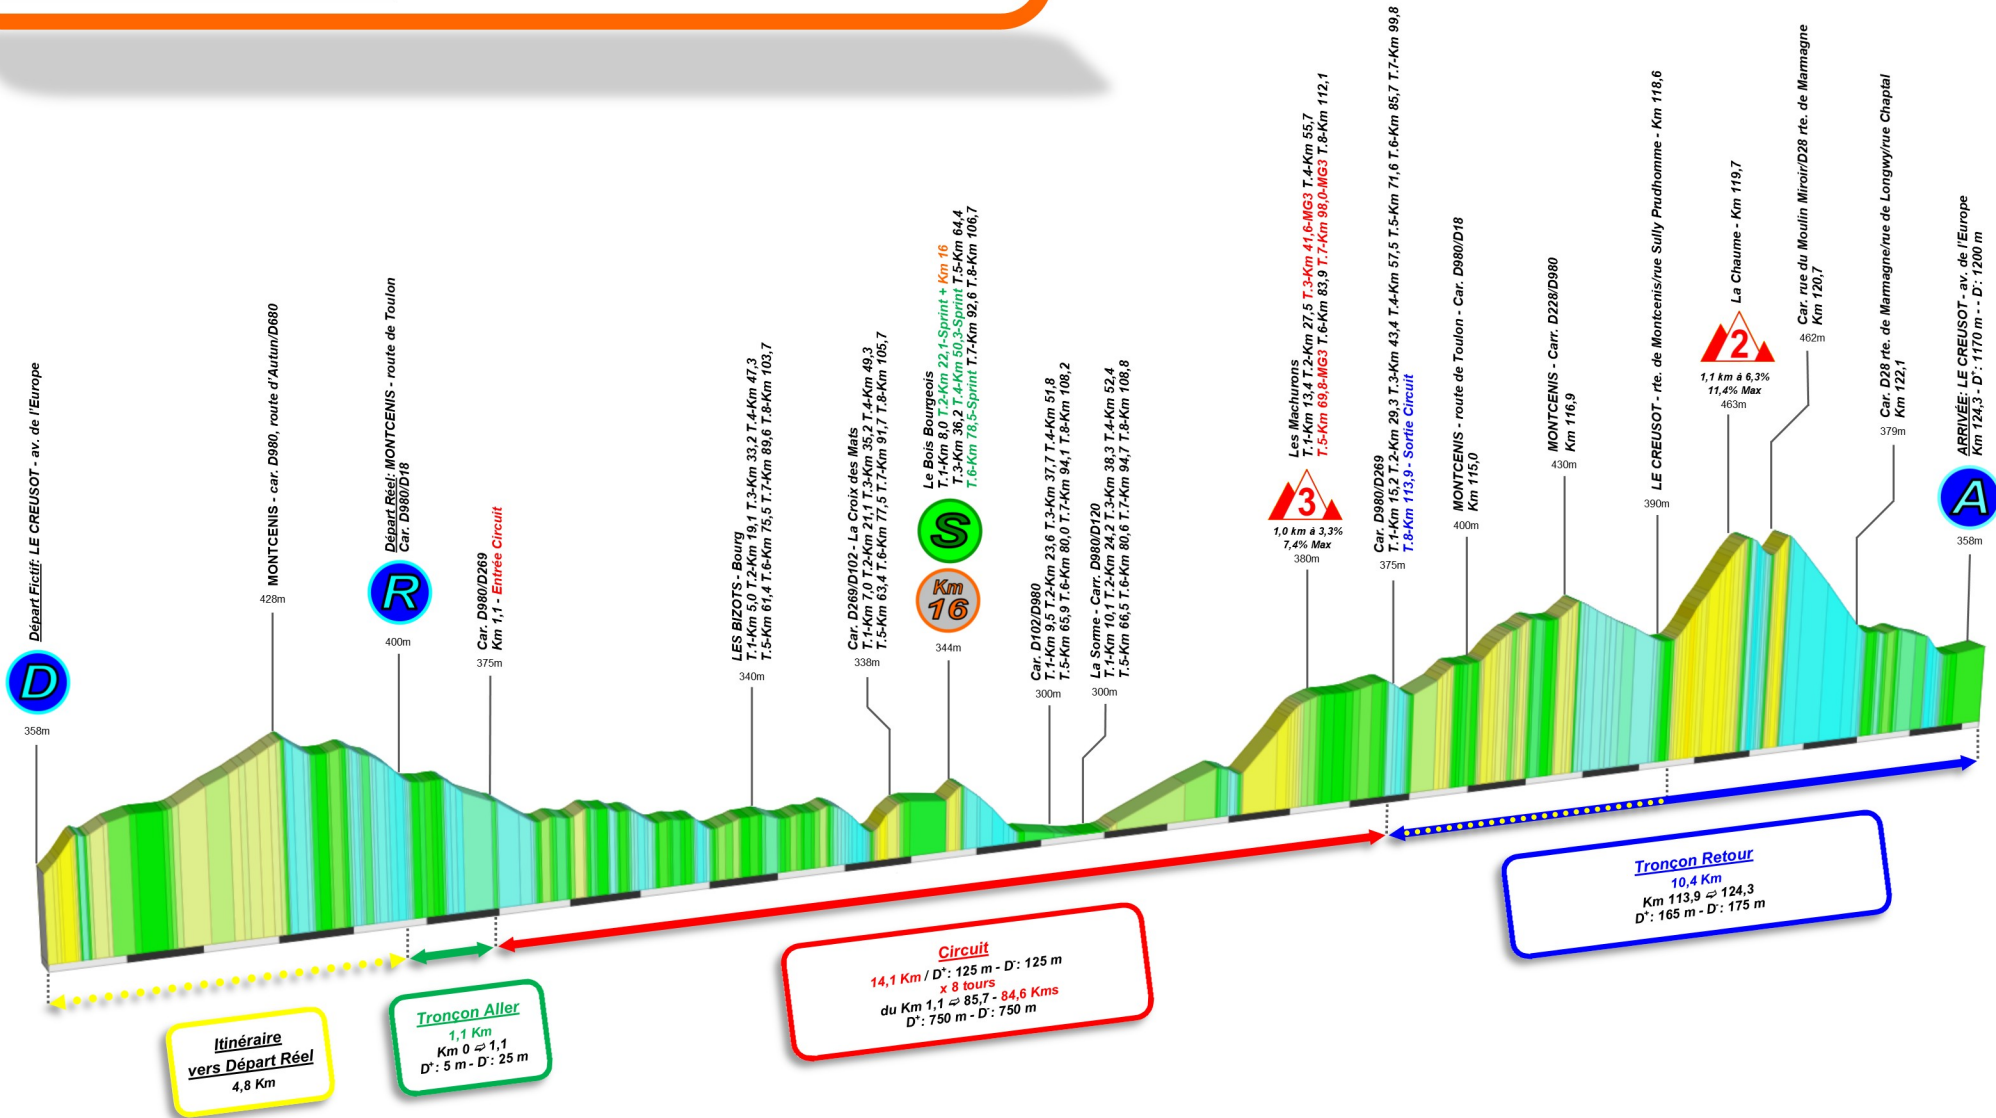 Départ Fictif: LE CREUSOT - av. de l'Europe
D
358m
MONTCENIS - car. D980, route d'Autun/D680
428m
Départ Réel: MONTCENIS - route de Toulon
Car. D980/D18
R
400m
Car. D980/D269
Km 1,1 - Entrée Circuit
375m
LES BIZOTS - Bourg
T.1-Km 5,0 T.2-Km 19,1 T.3-Km 33,2 T.4-Km 47,3
T.5-Km 61,4 T.6-Km 75,5 T.7-Km 89,6 T.8-Km 103,7
340m
Car. D269/D102 - La Croix des Mats
T.1-Km 7,0 T.2-Km 21,1 T.3-Km 35,2 T.4-Km 49,3
T.5-Km 63,4 T.6-Km 77,5 T.7-Km 91,7 T.8-Km 105,7
338m
Le Bois Bourgeois
T.1-Km 8,0 T.2-Km 22,1-Sprint + Km 16
T.3-Km 36,2 T.4-Km 50,3-Sprint T.5-Km 64,4
T.6-Km 78,5-Sprint T.7-Km 92,6 T.8-Km 106,7
S
Km
16
344m
Car. D102/D980
T.1-Km 9,5 T.2-Km 23,6 T.3-Km 37,7 T.4-Km 51,8
T.5-Km 65,9 T.6-Km 80,0 T.7-Km 94,1 T.8-Km 108,2
300m
La Sorme - Carr. D980/D120
T.1-Km 10,1 T.2-Km 24,2 T.3-Km 38,3 T.4-Km 52,4
T.5-Km 66,5 T.6-Km 80,6 T.7-Km 94,7 T.8-Km 108,8
300m
Les Machurons
T.1-Km 13,4 T.2-Km 27,5 T.3-Km 41,6-MG3 T.4-Km 55,7
T.5-Km 69,8-MG3 T.6-Km 83,9 T.7-Km 98,0-MG3 T.8-Km 112,1
3
1,0 km à 3,3%
7,4% Max
380m
Car. D980/D269
T.1-Km 15,2 T.2-Km 29,3 T.3-Km 43,4 T.4-Km 57,5 T.5-Km 71,6 T.6-Km 85,7 T.7-Km 99,8
T.8-Km 113,9 - Sortie Circuit
375m
MONTCENIS - route de Toulon - Car. D980/D18
Km 115,0
400m
MONTCENIS - Carr. D228/D980
Km 116,9
430m
LE CREUSOT - rte. de Montcenis/rue Sully Prudhomme - Km 118,6
390m
La Chaume - Km 119,7
2
1,1 km à 6,3%
11,4% Max
463m
Car. rue du Moulin Miroir/D28 rte. de Marmagne
Km 120,7
462m
Car. D28 rte. de Marmagne/rue de Longwy/rue Chaptal
Km 122,1
379m
ARRIVÉE: LE CREUSOT - av. de l'Europe
Km 124,3 - D+: 1170 m - - D-: 1200 m
A
358m
Itinéraire
vers Départ Réel
4,8 Km
Tronçon Aller
1,1 Km
Km 0 ⇨ 1,1
D+: 5 m - D-: 25 m
Circuit
14,1 Km / D+: 125 m - D-: 125 m
x 8 tours
du Km 1,1 ⇨ 85,7 - 84,6 Kms
D+: 750 m - D-: 750 m
Tronçon Retour
10,4 Km
Km 113,9 ⇨ 124,3
D+: 165 m - D-: 175 m